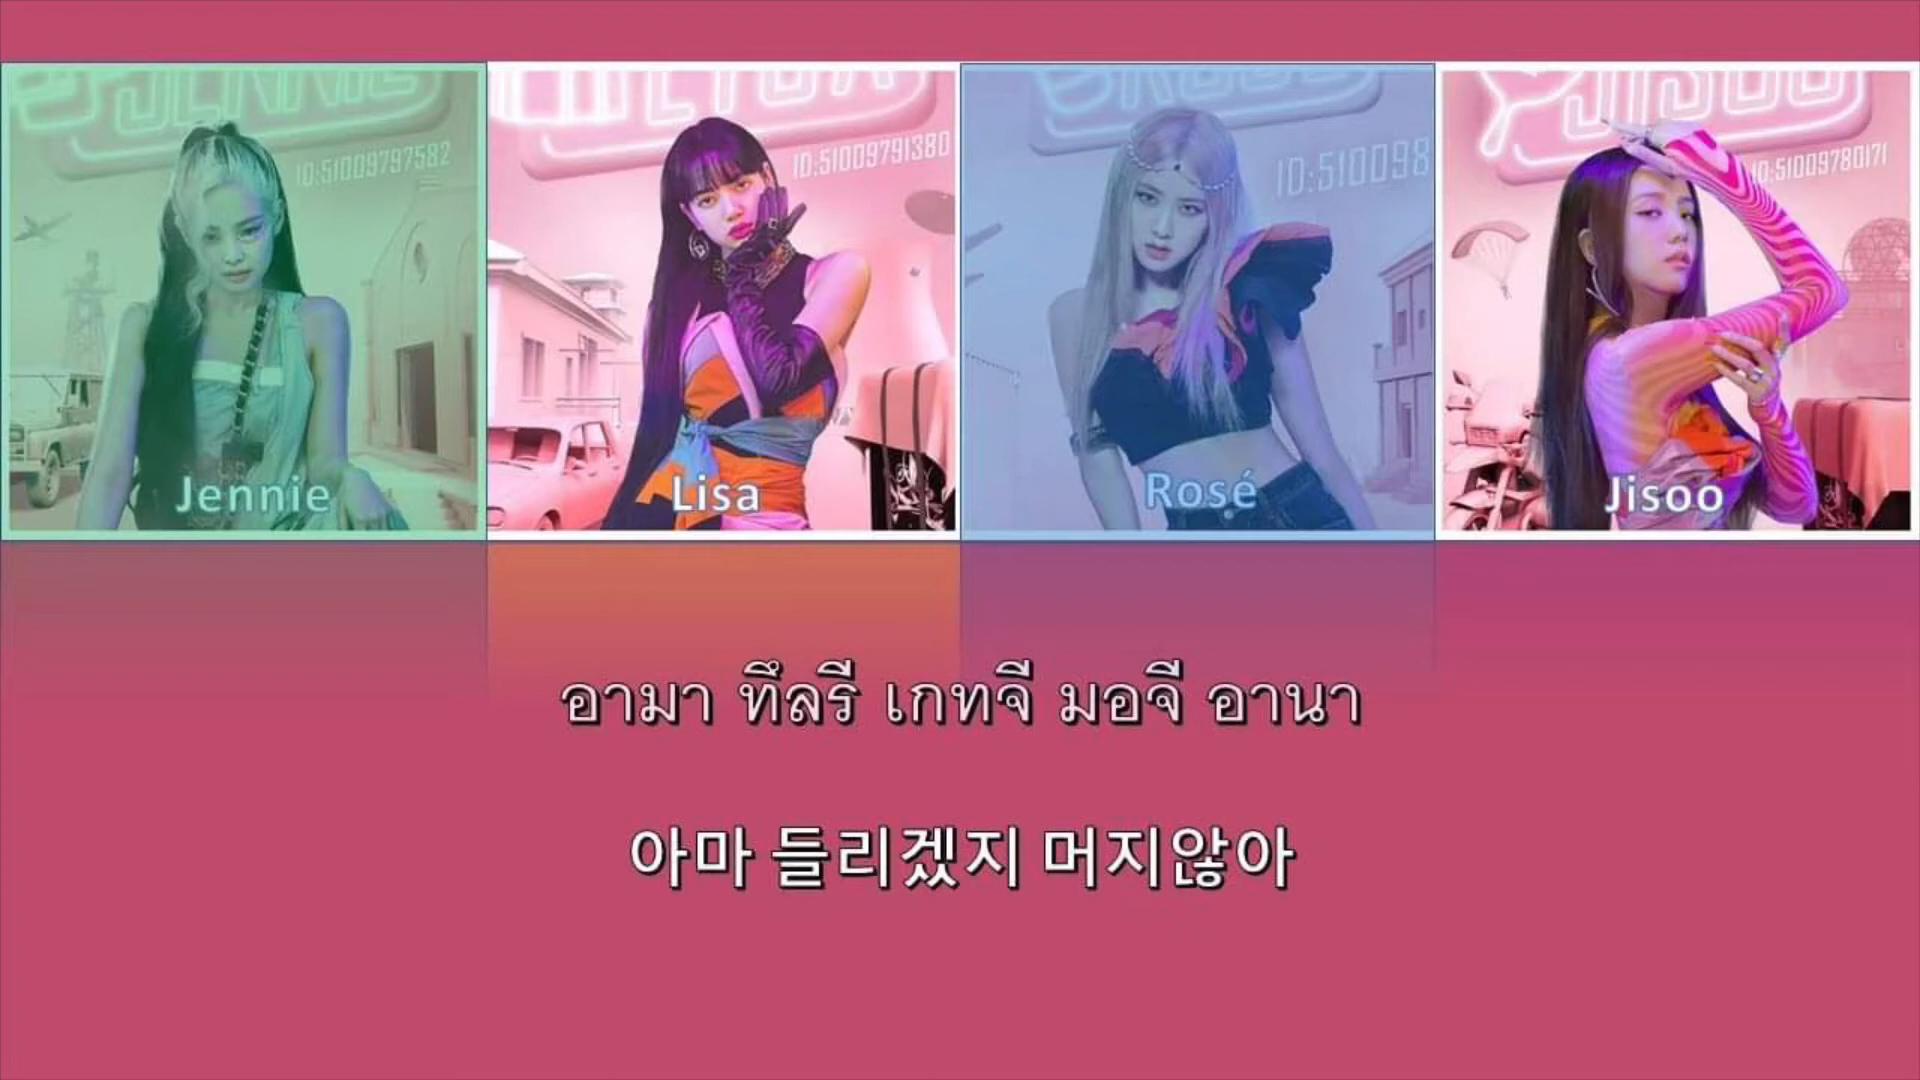 JENNIE
ID:51009797582
ID:51009791380
ID:510098
JISOO
ID:51009780171
Jennie
Lisa
Rosé
Jisoo
อามา ทึลรี เกทจี มอจี อานา
아마 들리겠지 머지않아